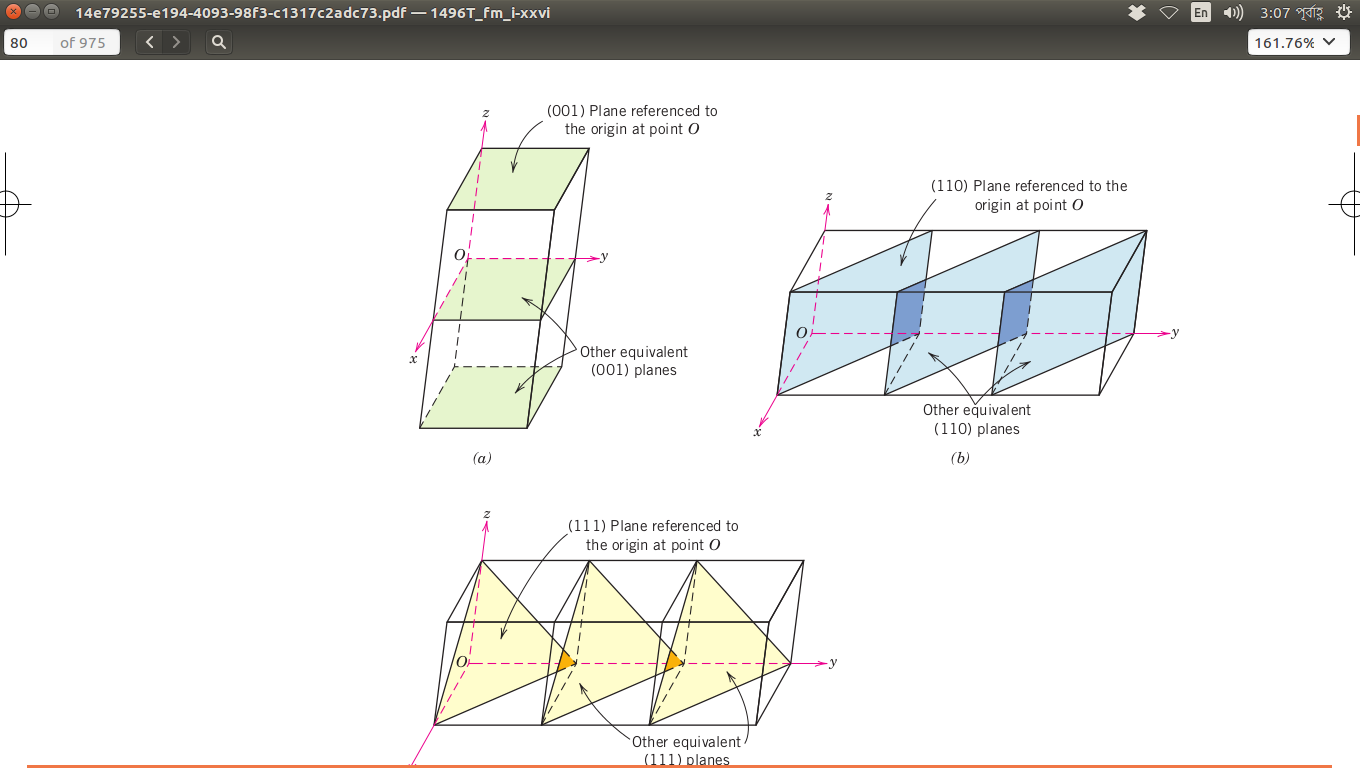 14e79255-e194-4093-98f3-c1317c2adc73.pdf — 1496T_fm_i-xxvi
En
3:07 পূর্বাহ্ণ
80 of 975
161.76%
z
(001) Plane referenced to
the origin at point O
O
y
x
Other equivalent
(001) planes
(a)
(110) Plane referenced to the
origin at point O
z
O
y
x
Other equivalent
(110) planes
(b)
z
(111) Plane referenced to
the origin at point O
O
y
Other equivalent
(111) planes